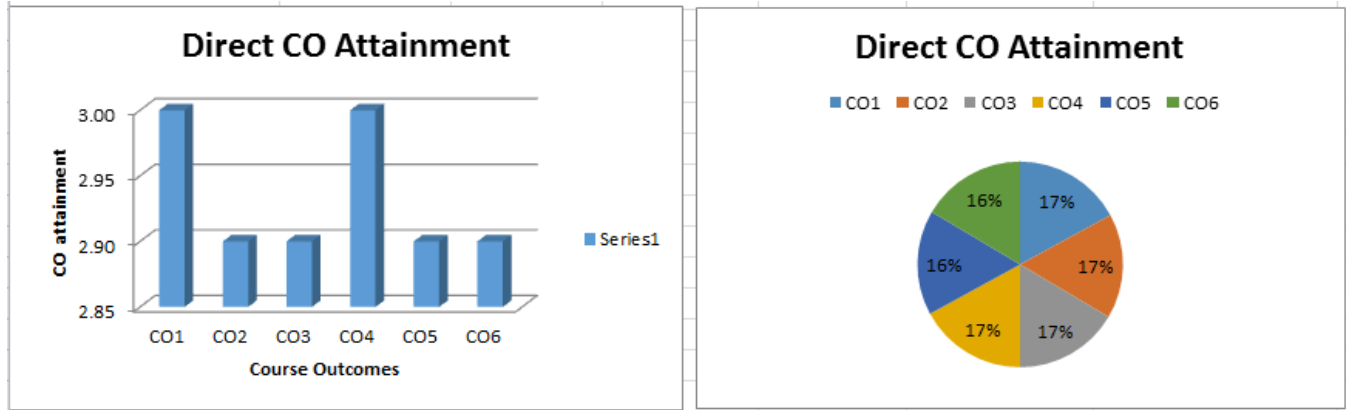 Direct CO Attainment
CO attainment
3.00
2.95
2.90
2.85
CO1 CO2 CO3 CO4 CO5 CO6
Course Outcomes
Series1
Direct CO Attainment
CO1 CO2 CO3 CO4 CO5 CO6
16% 17%
16% 17%
17% 17%